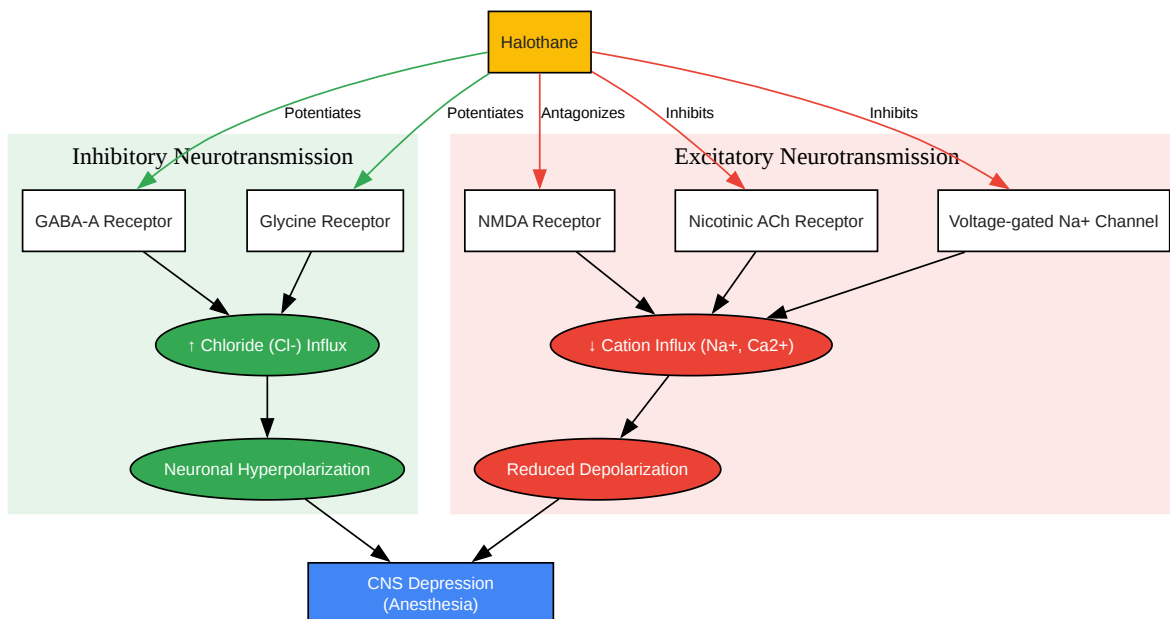 Halothane
Potentiates
Potentiates
Antagonizes
Inhibits
Inhibits
Inhibitory Neurotransmission
Excitatory Neurotransmission
GABA-A Receptor
Glycine Receptor
NMDA Receptor
Nicotinic ACh Receptor
Voltage-gated Na+ Channel
↑ Chloride (Cl-) Influx
↓ Cation Influx (Na+, Ca2+)
Neuronal Hyperpolarization
Reduced Depolarization
CNS Depression
(Anesthesia)